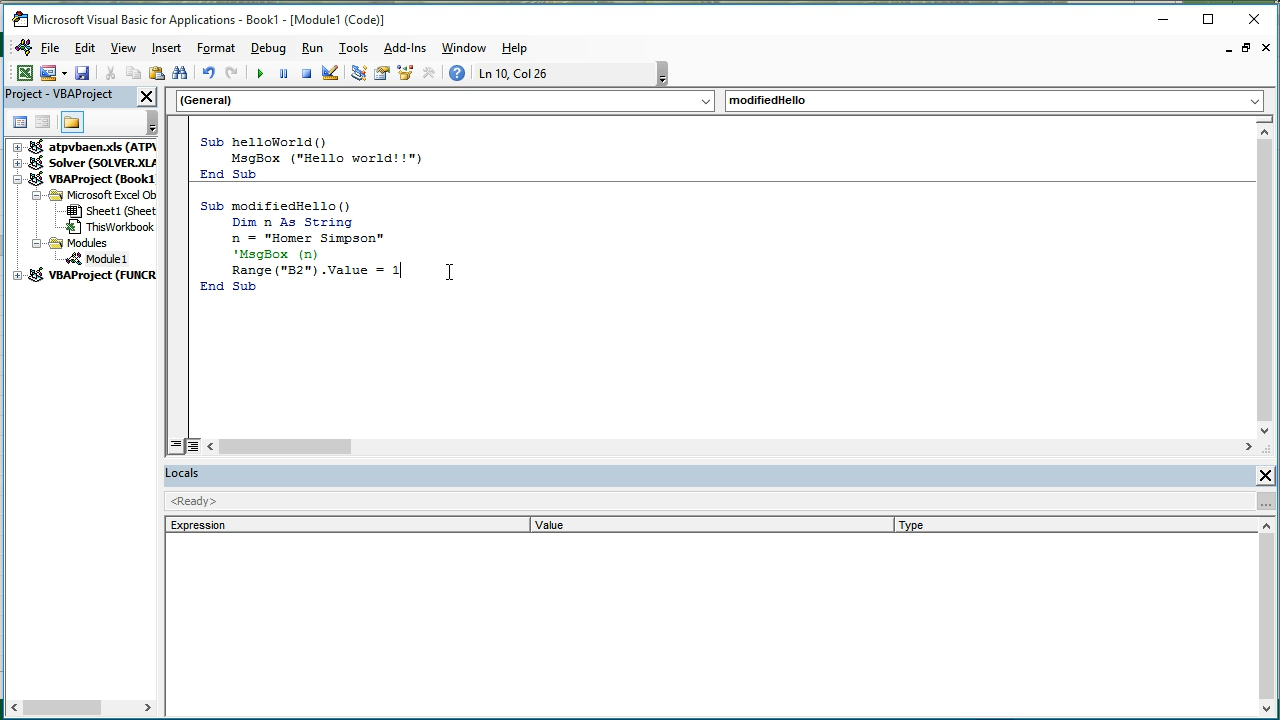 Microsoft Visual Basic for Applications - Book1 - [Module1 (Code)]
File Edit View Insert Format Debug Run Tools Add-Ins Window Help
Ln 10, Col 26
Project - VBAProject
(General) modifiedHello
atpvbaen.xls (ATPV
Solver (SOLVER.XLA
VBAProject (Book1
Microsoft Excel Ob
Sheet1 (Sheet
ThisWorkbook
Modules
Module1
VBAProject (FUNCR
Sub helloWorld()
MsgBox ("Hello world!!")
End Sub
Sub modifiedHello()
Dim n As String
n = "Homer Simpson"
'MsgBox (n)
Range("B2").Value = 1
End Sub
Locals
<Ready>
Expression Value Type